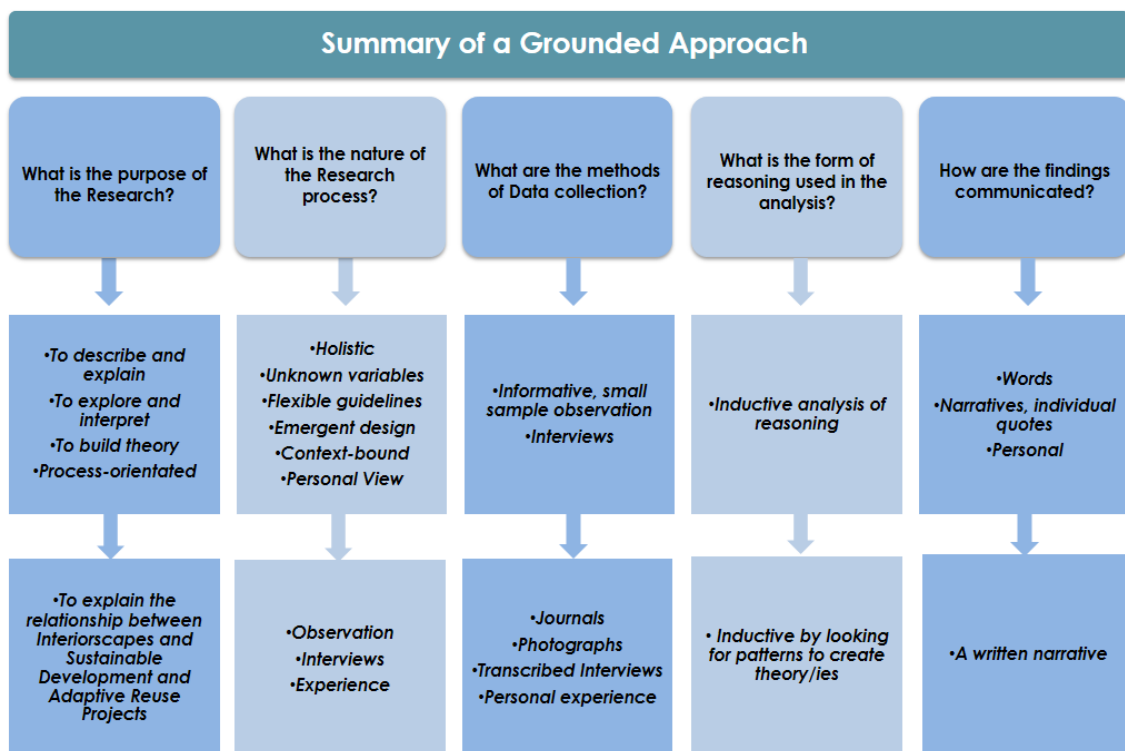 Summary of a Grounded Approach
What is the purpose of
the Research?
What is the nature of
the Research
process?
What are the methods
of Data collection?
What is the form of
reasoning used in the
analysis?
How are the findings
communicated?
•To describe and
explain
•To explore and
interpret
•To build theory
•Process-orientated
•Holistic
•Unknown variables
•Flexible guidelines
•Emergent design
•Context-bound
•Personal View
•Informative, small
sample observation
•Interviews
•Inductive analysis of
reasoning
•Words
•Narratives, individual
quotes
•Personal
•To explain the
relationship between
Interiorscapes and
Sustainable
Development and
Adaptive Reuse
Projects
•Observation
•Interviews
•Experience
•Journals
•Photographs
•Transcribed Interviews
•Personal experience
• Inductive by looking
for patterns to create
theory/ies
•A written narrative